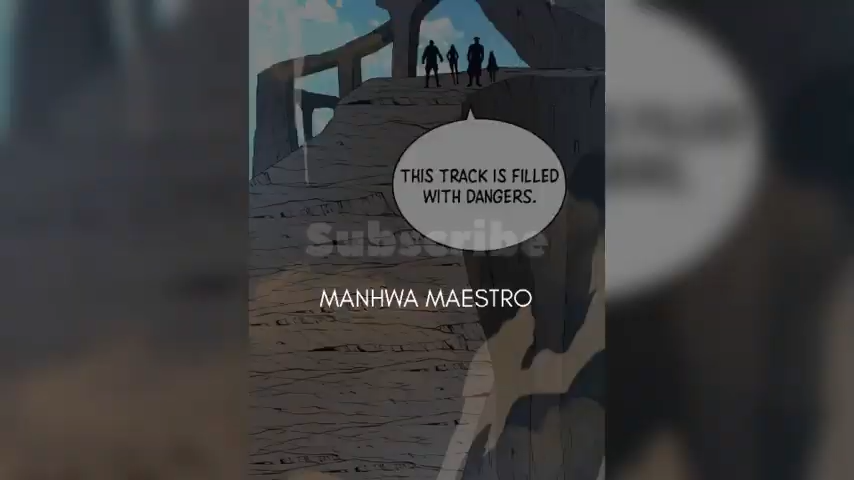 THIS TRACK IS FILLED
WITH DANGERS.
Subscribe
MANHWA MAESTRO